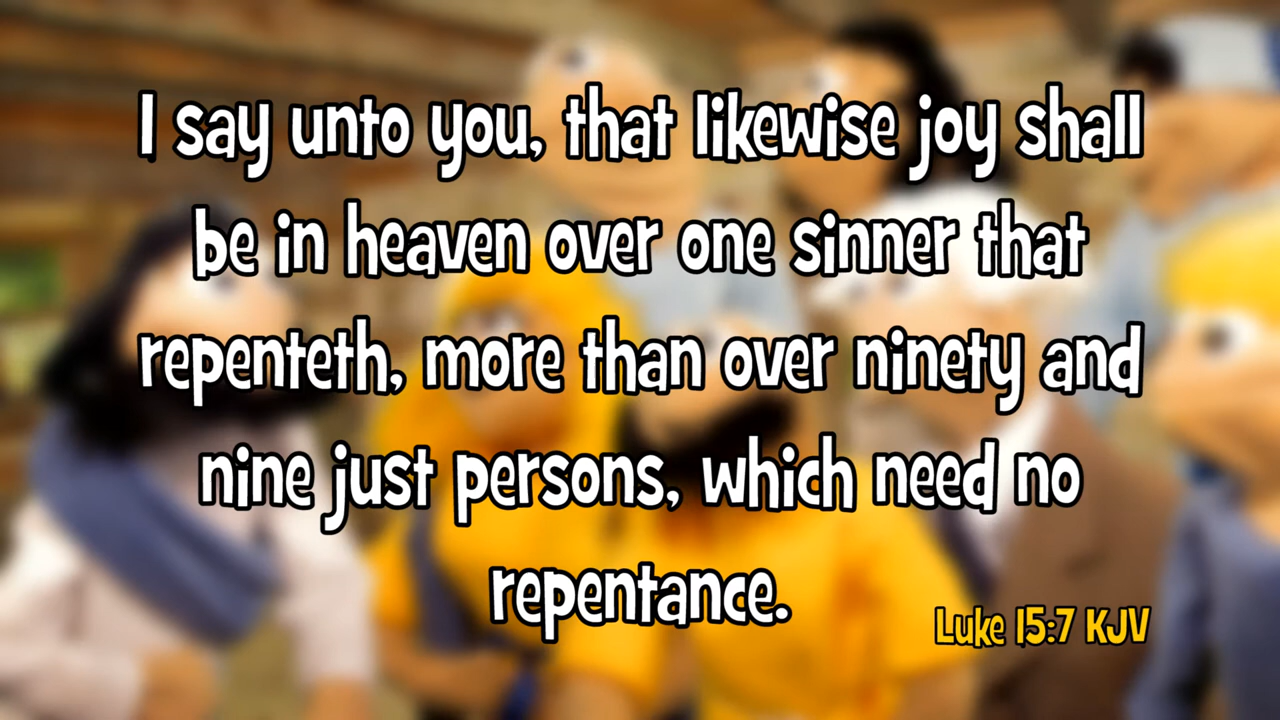 I say unto you, that likewise joy shall
be in heaven over one sinner that
repenteth, more than over ninety and
nine just persons, which need no
repentance.
Luke 15:7 KJV